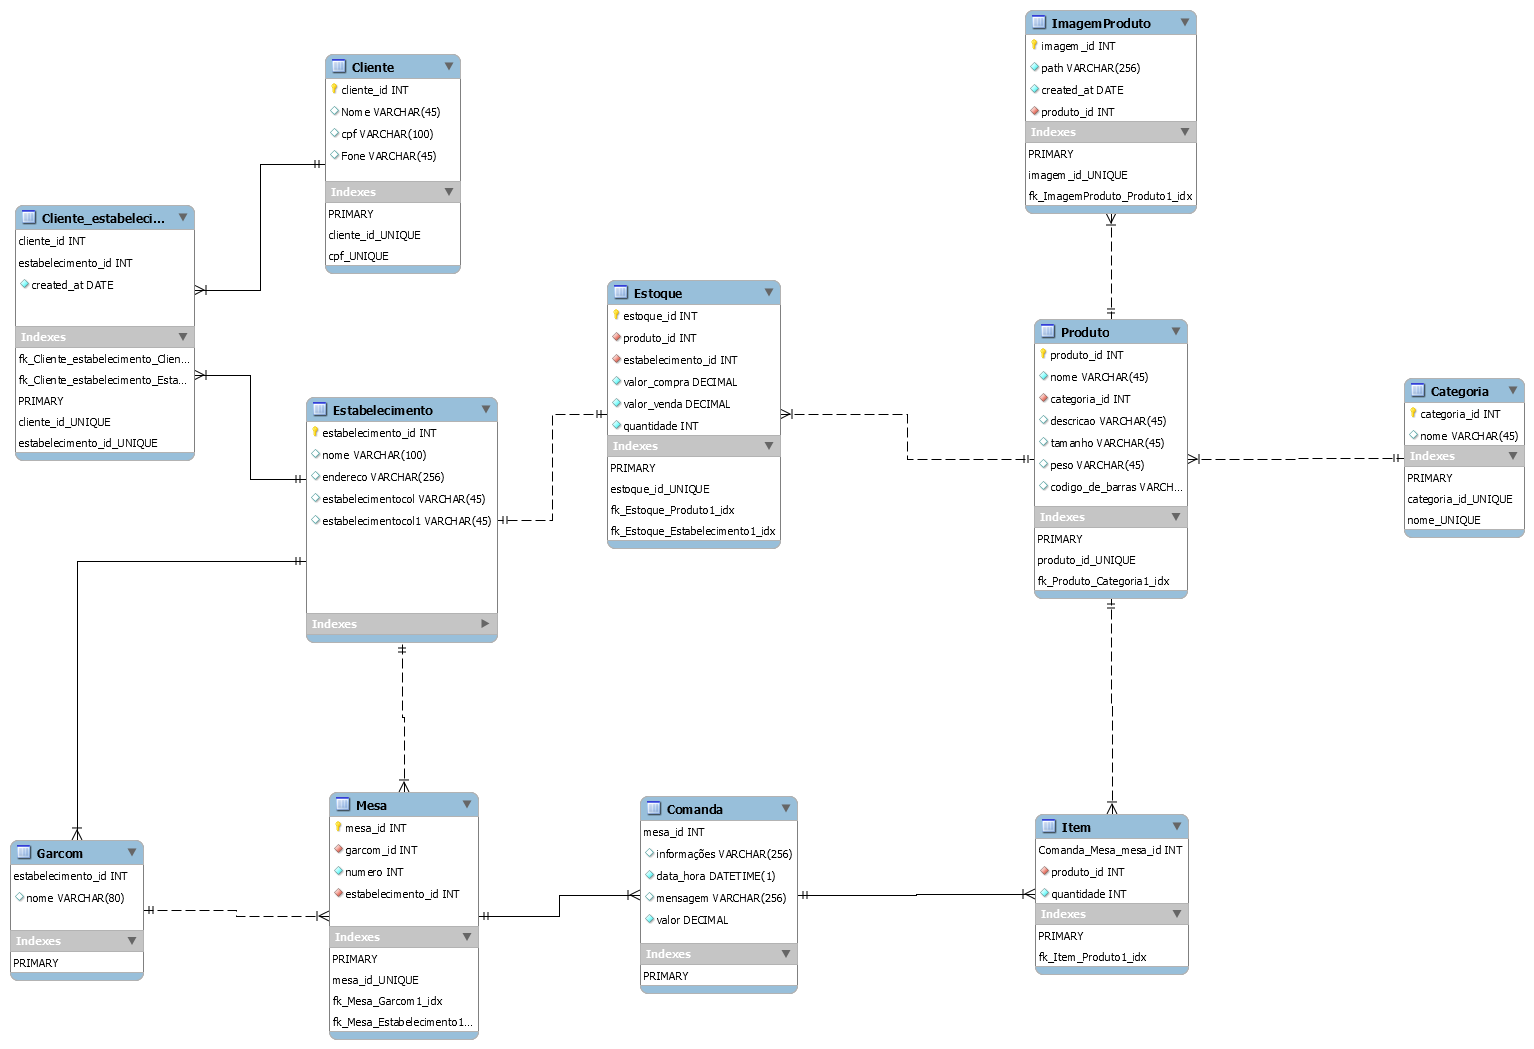 ImagemProduto
imagem_id INT
path VARCHAR(256)
created_at DATE
produto_id INT
Indexes
PRIMARY
imagem_id_UNIQUE
fk_ImagemProduto_Produto1_idx
Cliente
cliente_id INT
Nome VARCHAR(45)
cpf VARCHAR(100)
Fone VARCHAR(45)
Indexes
PRIMARY
cliente_id_UNIQUE
cpf_UNIQUE
Cliente_estabeleci...
cliente_id INT
estabelecimento_id INT
created_at DATE
Indexes
fk_Cliente_estabelecimento_Clien...
fk_Cliente_estabelecimento_Esta...
PRIMARY
cliente_id_UNIQUE
estabelecimento_id_UNIQUE
Estoque
estoque_id INT
produto_id INT
estabelecimento_id INT
valor_compra DECIMAL
valor_venda DECIMAL
quantidade INT
Indexes
PRIMARY
estoque_id_UNIQUE
fk_Estoque_Produto1_idx
fk_Estoque_Estabelecimento1_idx
Produto
produto_id INT
nome VARCHAR(45)
categoria_id INT
descricao VARCHAR(45)
tamanho VARCHAR(45)
peso VARCHAR(45)
codigo_de_barras VARCH...
Indexes
PRIMARY
produto_id_UNIQUE
fk_Produto_Categoria1_idx
Categoria
categoria_id INT
nome VARCHAR(45)
Indexes
PRIMARY
categoria_id_UNIQUE
nome_UNIQUE
Estabelecimento
estabelecimento_id INT
nome VARCHAR(100)
endereco VARCHAR(256)
estabelecimentocol VARCHAR(45)
estabelecimentocol1 VARCHAR(45)
Indexes
Garcom
estabelecimento_id INT
nome VARCHAR(80)
Indexes
PRIMARY
Mesa
mesa_id INT
garcom_id INT
numero INT
estabelecimento_id INT
Indexes
PRIMARY
mesa_id_UNIQUE
fk_Mesa_Garcom1_idx
fk_Mesa_Estabelecimento1...
Comanda
mesa_id INT
informações VARCHAR(256)
data_hora DATETIME(1)
mensagem VARCHAR(256)
valor DECIMAL
Indexes
PRIMARY
Item
Comanda_Mesa_mesa_id INT
produto_id INT
quantidade INT
Indexes
PRIMARY
fk_Item_Produto1_idx